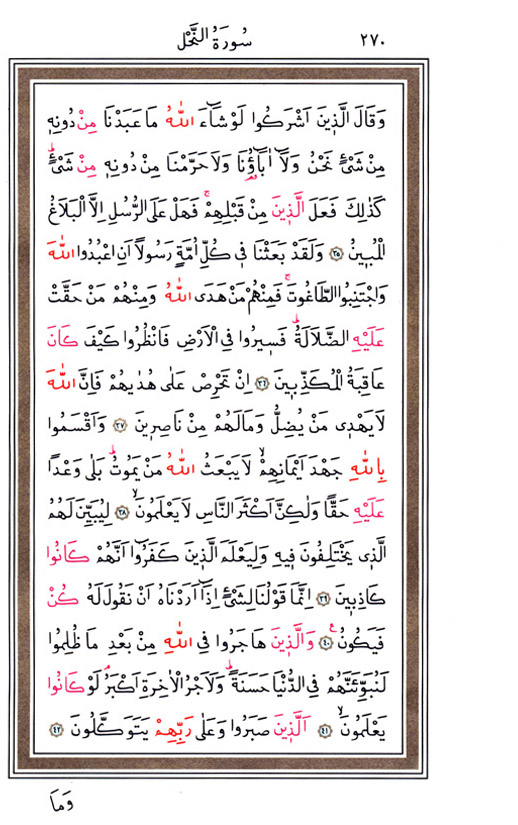 ٢٧٠ سُورَةُ النَّحْلِ
وَقَالَ الَّذ۪ينَ اَشْرَكُوا لَوْ شَٓاءَ اللّٰهُ مَا عَبَدْنَا مِنْ دُونِه۪
مِنْ شَيْءٍ نَحْنُ وَلَٓا اٰبَٓاؤُ۬نَا وَلَا حَرَّمْنَا مِنْ دُونِه۪ مِنْ شَيْءٍۜ
كَذٰلِكَ فَعَلَ الَّذ۪ينَ مِنْ قَبْلِهِمْۚ فَهَلْ عَلَى الرُّسُلِ اِلَّا الْبَلَاغُ
الْمُب۪ينُ ﴿٣٥﴾ وَلَقَدْ بَعَثْنَا ف۪ي كُلِّ اُمَّةٍ رَسُولًا اَنِ اعْبُدُوا اللّٰهَ
وَاجْتَنِبُوا الطَّاغُوتَۚ فَمِنْهُمْ مَنْ هَدَى اللّٰهُ وَمِنْهُمْ مَنْ حَقَّتْ
عَلَيْهِ الضَّلَالَةُۜ فَس۪يرُوا فِي الْاَرْضِ فَانْظُرُوا كَيْفَ كَانَ
عَاقِبَةُ الْمُكَذِّب۪ينَ ﴿٣٦﴾ اِنْ تَحْرِصْ عَلٰى هُدٰيهُمْ فَاِنَّ اللّٰهَ
لَا يَهْد۪ي مَنْ يُضِلُّ وَمَا لَهُمْ مِنْ نَاصِر۪ينَ ﴿٣٧﴾ وَاَقْسَمُوا
بِاللّٰهِ جَهْدَ اَيْمَانِهِمْۙ لَا يَبْعَثُ اللّٰهُ مَنْ يَمُوتُۜ بَلٰى وَعْدًا
عَلَيْهِ حَقًّا وَلٰكِنَّ اَكْثَرَ النَّاسِ لَا يَعْلَمُونَۙ ﴿٣٨﴾ لِيُبَيِّنَ لَهُمُ
الَّذ۪ي يَخْتَلِفُونَ ف۪يهِ وَلِيَعْلَمَ الَّذ۪ينَ كَفَرُٓوا اَنَّهُمْ كَانُوا
كَاذِب۪ينَ ﴿٣٩﴾ اِنَّمَا قَوْلُنَا لِشَيْءٍ اِذَٓا اَرَدْنَاهُ اَنْ نَقُولَ لَهُ كُنْ
فَيَكُونُ۟ ﴿٤٠﴾ وَالَّذ۪ينَ هَاجَرُوا فِي اللّٰهِ مِنْ بَعْدِ مَا ظُلِمُوا
لَنُبَوِّئَنَّهُمْ فِي الدُّنْيَا حَسَنَةًۜ وَلَاَجْرُ الْاٰخِرَةِ اَكْبَرُۢ لَوْ كَانُوا
يَعْلَمُونَۙ ﴿٤١﴾ اَلَّذ۪ينَ صَبَرُوا وَعَلٰى رَبِّهِمْ يَتَوَكَّلُونَ ﴿٤٢﴾
وَمَا